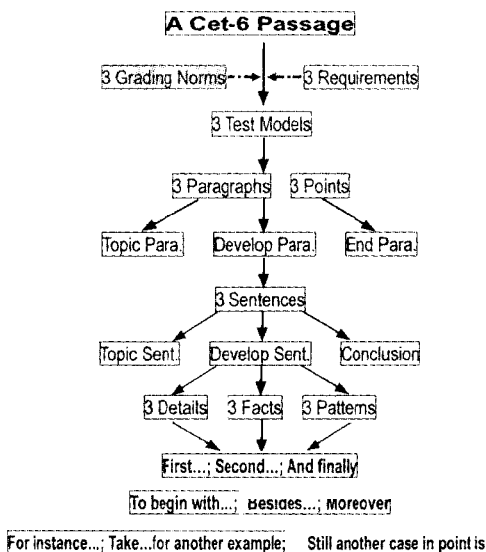 A Cet-6 Passage
3 Grading Norms 3 Requirements
3 Test Models
3 Paragraphs 3 Points
Topic Para. Develop Para. End Para.
3 Sentences
Topic Sent. Develop Sent. Conclusion
3 Details 3 Facts 3 Patterns
First...; Second...; And finally
To begin with...; Besides...; Moreover
For instance...; Take...for another example; Still another case in point is